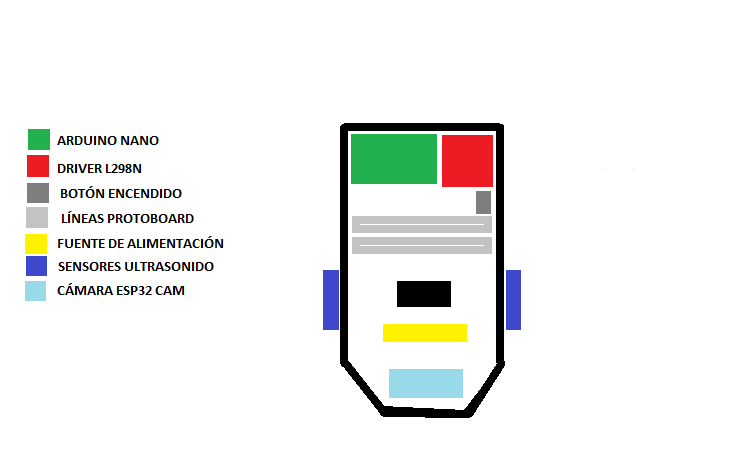 ARDUINO NANO
DRIVER L298N
BOTÓN ENCENDIDO
LÍNEAS PROTOBOARD
FUENTE DE ALIMENTACIÓN
SENSORES ULTRASONIDO
CÁMARA ESP32 CAM